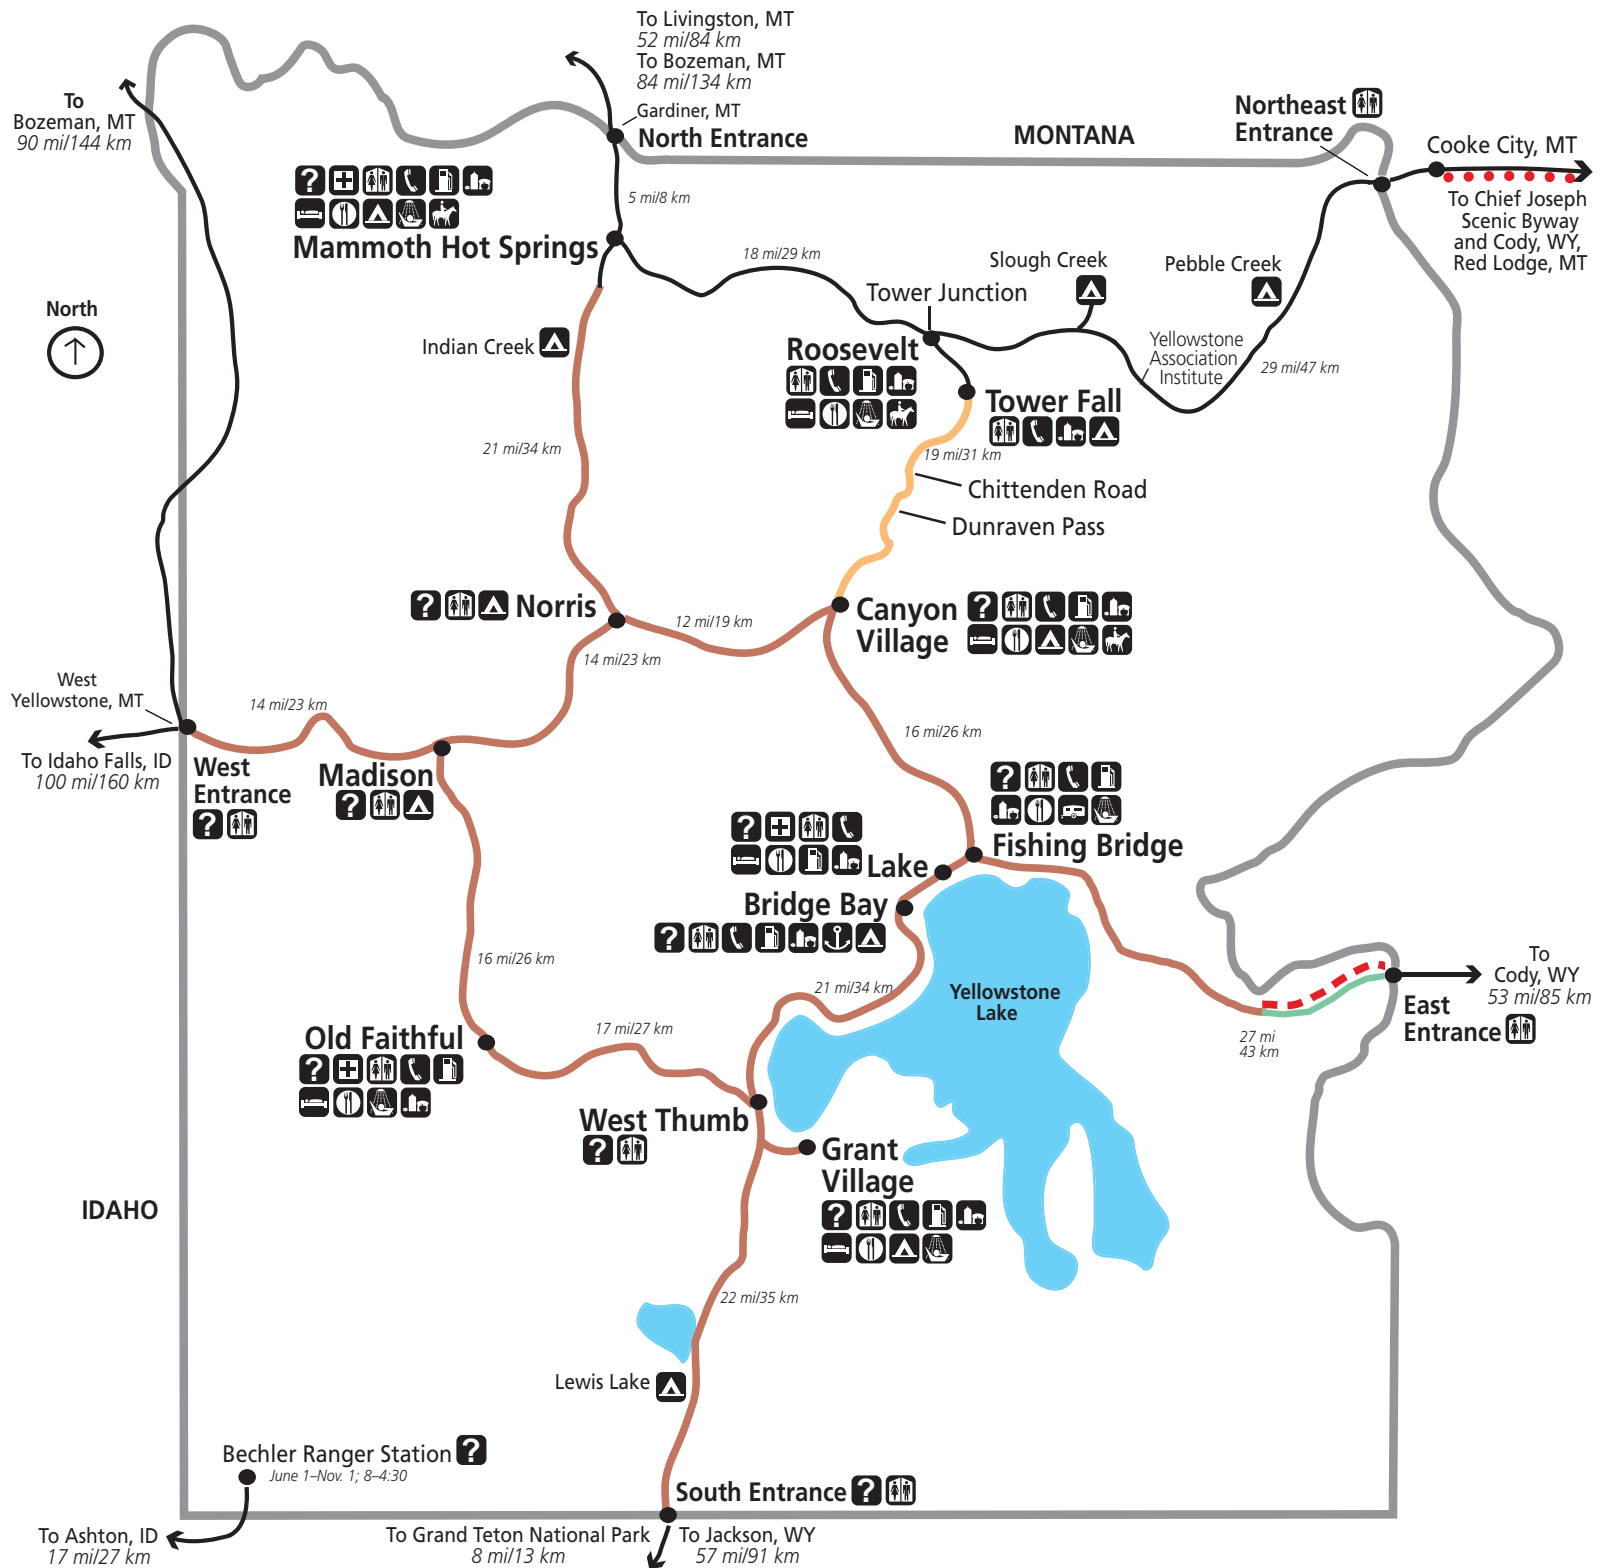 To Livingston, MT
52 mi/84 km
To Bozeman, MT
84 mi/134 km
Gardiner, MT
North Entrance
To
Bozeman, MT
90 mi/144 km
MONTANA
Northeast
Entrance
Cooke City, MT
To Chief Joseph
Scenic Byway
and Cody, WY,
Red Lodge, MT
5 mi/8 km
? 
Mammoth Hot Springs
18 mi/29 km
Slough Creek
Pebble Creek
Tower Junction
North
Indian Creek
Roosevelt
Yellowstone
Association
Institute
29 mi/47 km
Tower Fall
21 mi/34 km
19 mi/31 km
Chittenden Road
Dunraven Pass
? Norris
12 mi/19 km
Canyon
Village
?
14 mi/23 km
West
Yellowstone, MT
14 mi/23 km
16 mi/26 km
To Idaho Falls, ID
100 mi/160 km
West
Entrance
?
Madison
?
?
Fishing Bridge
?
Lake
Bridge Bay
?
16 mi/26 km
21 mi/34 km
Yellowstone
Lake
To
Cody, WY
53 mi/85 km
East
Entrance
27 mi
43 km
Old Faithful
?
17 mi/27 km
West Thumb
?
Grant
Village
?
IDAHO
22 mi/35 km
Lewis Lake
Bechler Ranger Station ?
June 1–Nov. 1; 8–4:30
South Entrance ?
To Ashton, ID
17 mi/27 km
To Grand Teton National Park
8 mi/13 km
To Jackson, WY
57 mi/91 km